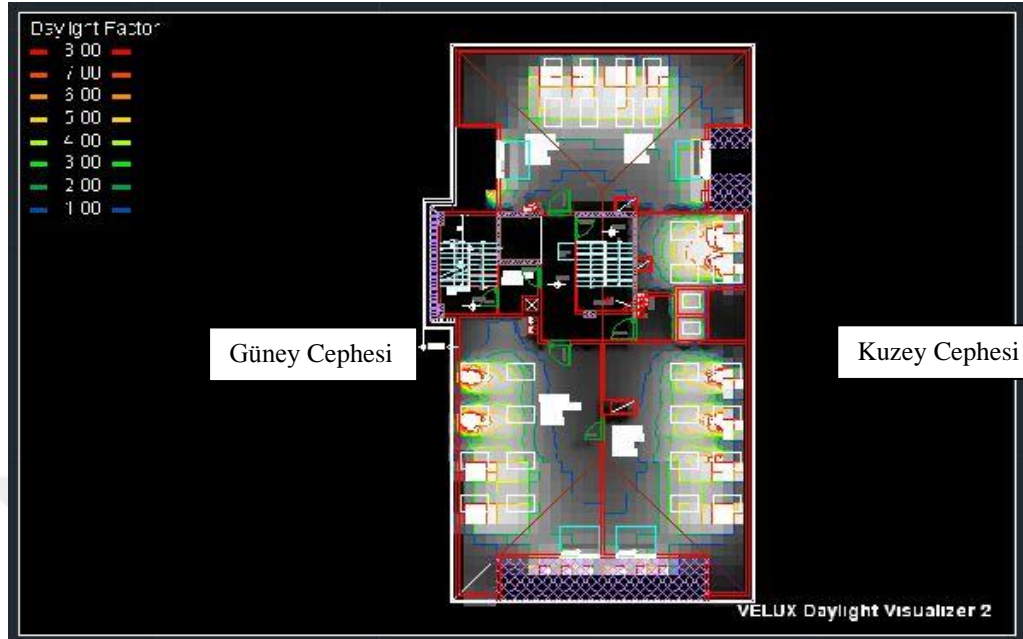 Daylight Factor
8.00
7.00
6.00
5.00
4.00
3.00
2.00
1.00
Güney Cephesi
Kuzey Cephesi
VELUX Daylight Visualizer 2